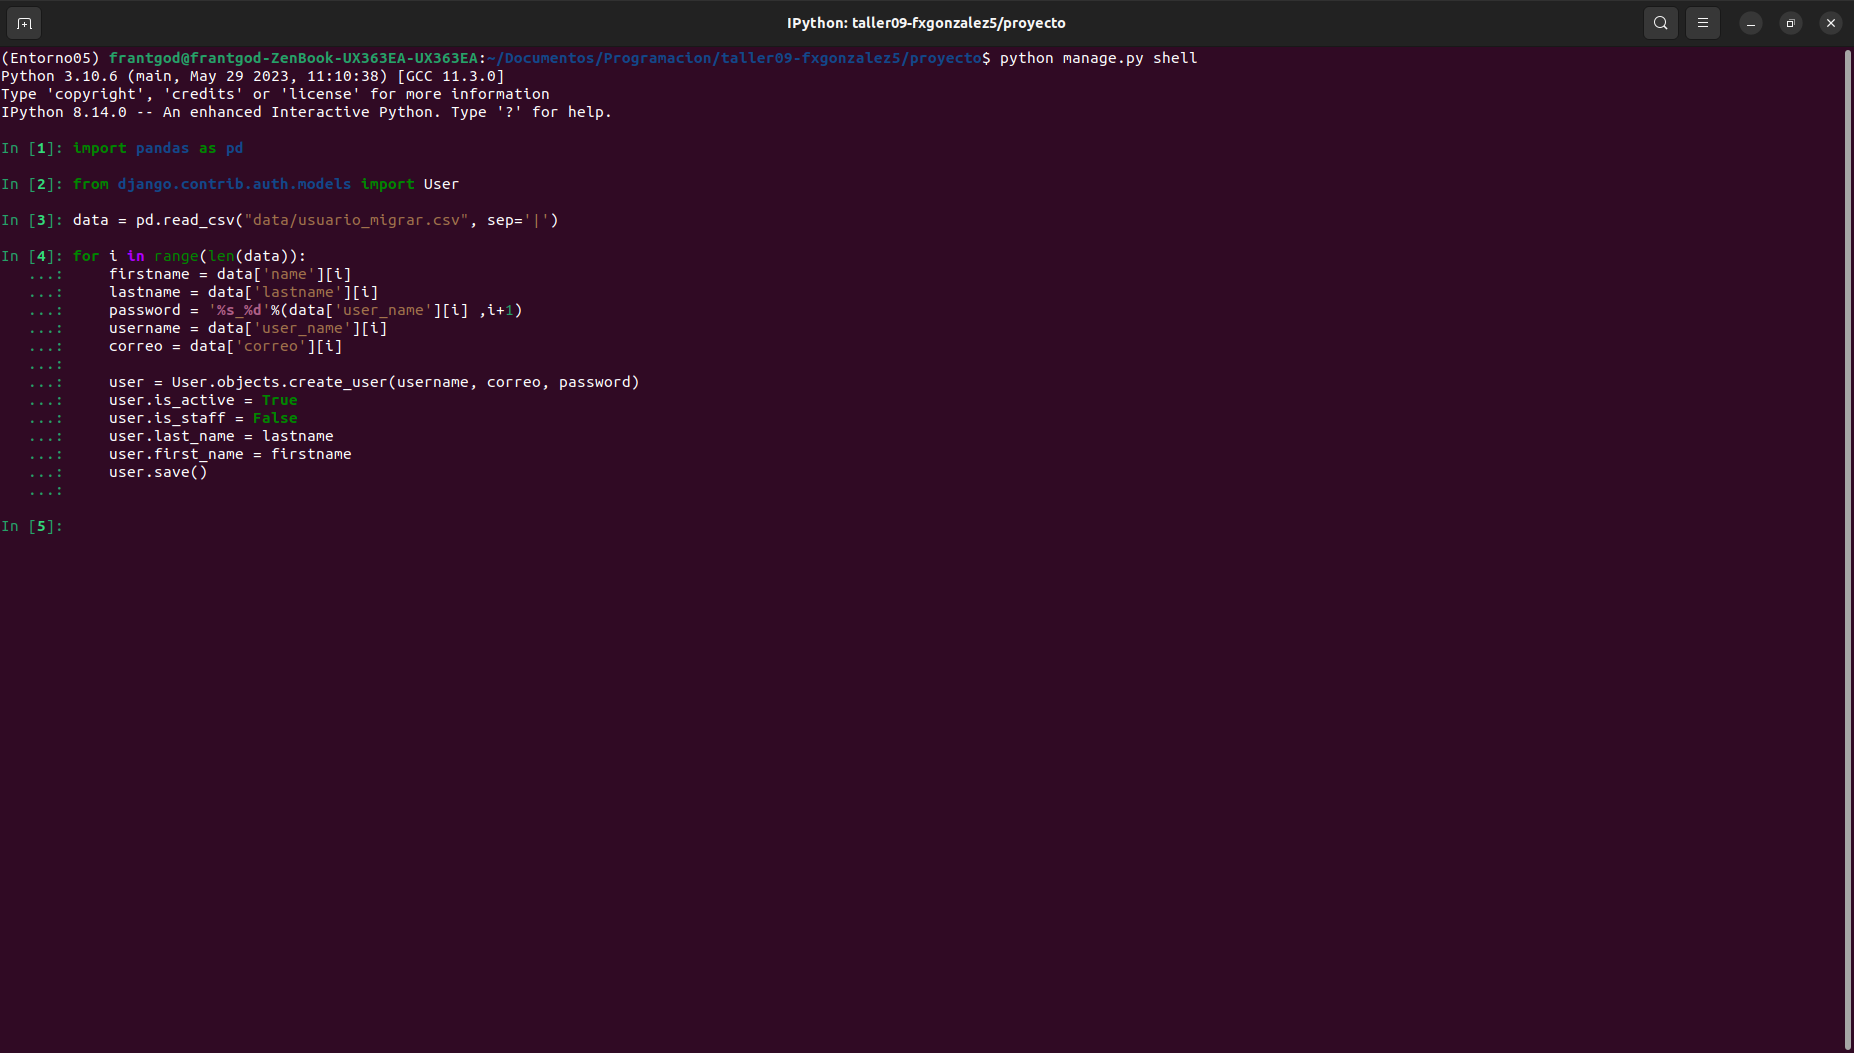 IPython: taller09-fxgonzalez5/proyecto
(Entorno05) frantgod@frantgod-ZenBook-UX363EA-UX363EA:~/Documentos/Programacion/taller09-fxgonzalez5/proyecto$ python manage.py shell
Python 3.10.6 (main, May 29 2023, 11:10:38) [GCC 11.3.0]
Type 'copyright', 'credits' or 'license' for more information
IPython 8.14.0 -- An enhanced Interactive Python. Type '?' for help.
In [1]: import pandas as pd
In [2]: from django.contrib.auth.models import User
In [3]: data = pd.read_csv("data/usuario_migrar.csv", sep='|')
In [4]: for i in range(len(data)):
   ...:     firstname = data['name'][i]
   ...:     lastname = data['lastname'][i]
   ...:     password = '%s_%d'%(data['user_name'][i] ,i+1)
   ...:     username = data['user_name'][i]
   ...:     correo = data['correo'][i]
   ...:
   ...:     user = User.objects.create_user(username, correo, password)
   ...:     user.is_active = True
   ...:     user.is_staff = False
   ...:     user.last_name = lastname
   ...:     user.first_name = firstname
   ...:     user.save()
   ...:
In [5]: